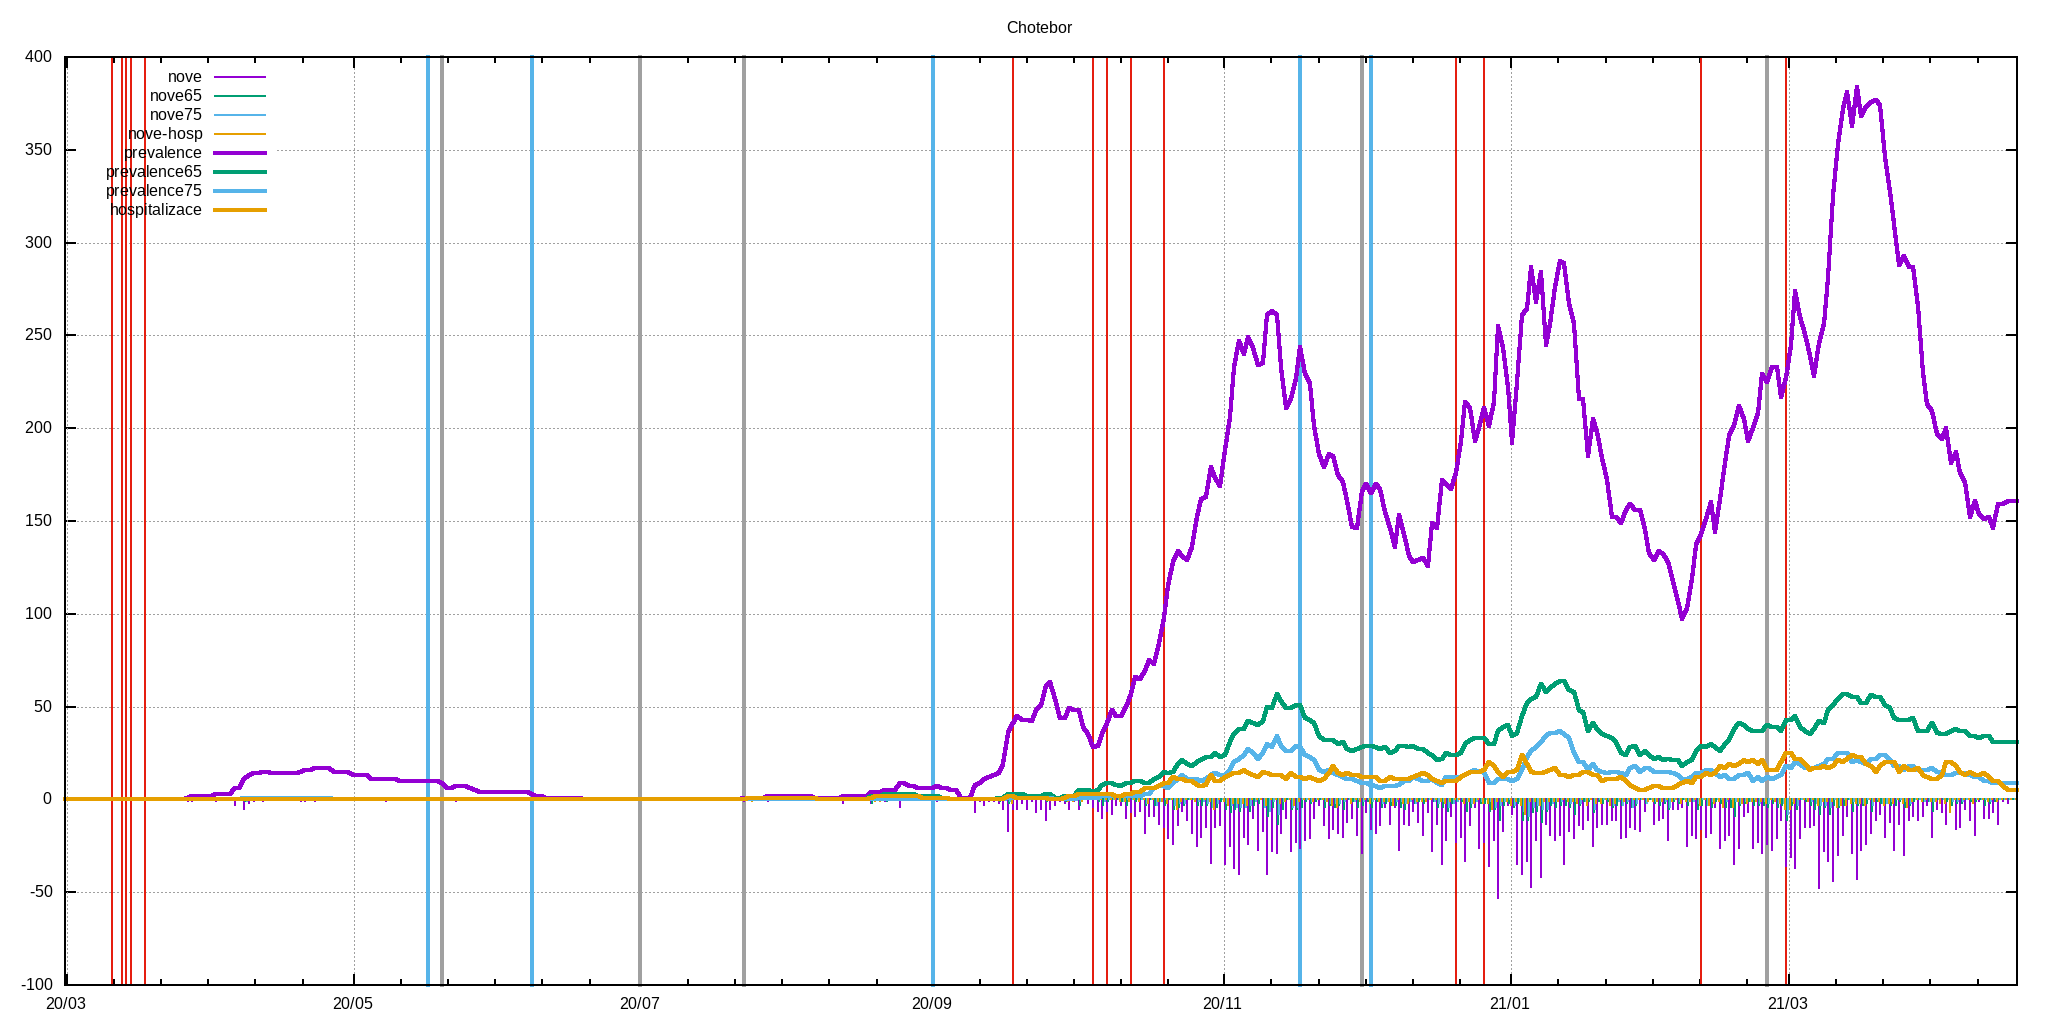 Chotebor
400
350
300
250
200
150
100
50
0
-50
-100
nove
nove65
nove75
nove-hosp
prevalence
prevalence65
prevalence75
hospitalizace
20/03 20/05 20/07 20/09 20/11 21/01 21/03